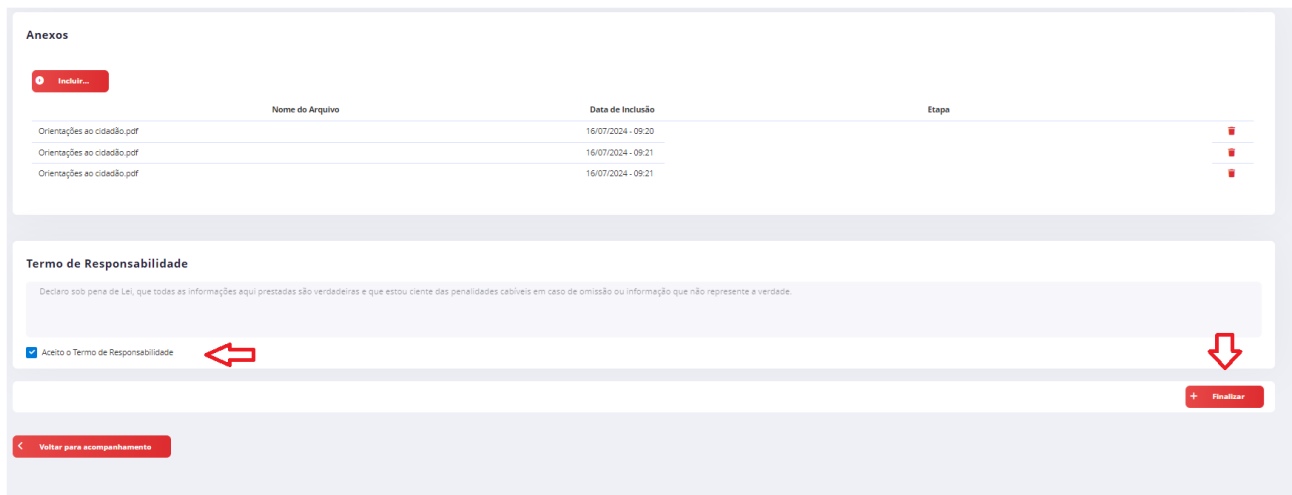 Anexos
Incluir...
Nome do Arquivo Data de Inclusão Etapa
Orientações ao cidadão.pdf 16/07/2024 - 09:20
Orientações ao cidadão.pdf 16/07/2024 - 09:21
Orientações ao cidadão.pdf 16/07/2024 - 09:21
Termo de Responsabilidade
Declaro sob pena de Lei, que todas as informações aqui prestadas são verdadeiras e que estou ciente das penalidades cabíveis em caso de omissão ou informação que não represente a verdade.
Aceito o Termo de Responsabilidade
Finalizar
Voltar para acompanhamento